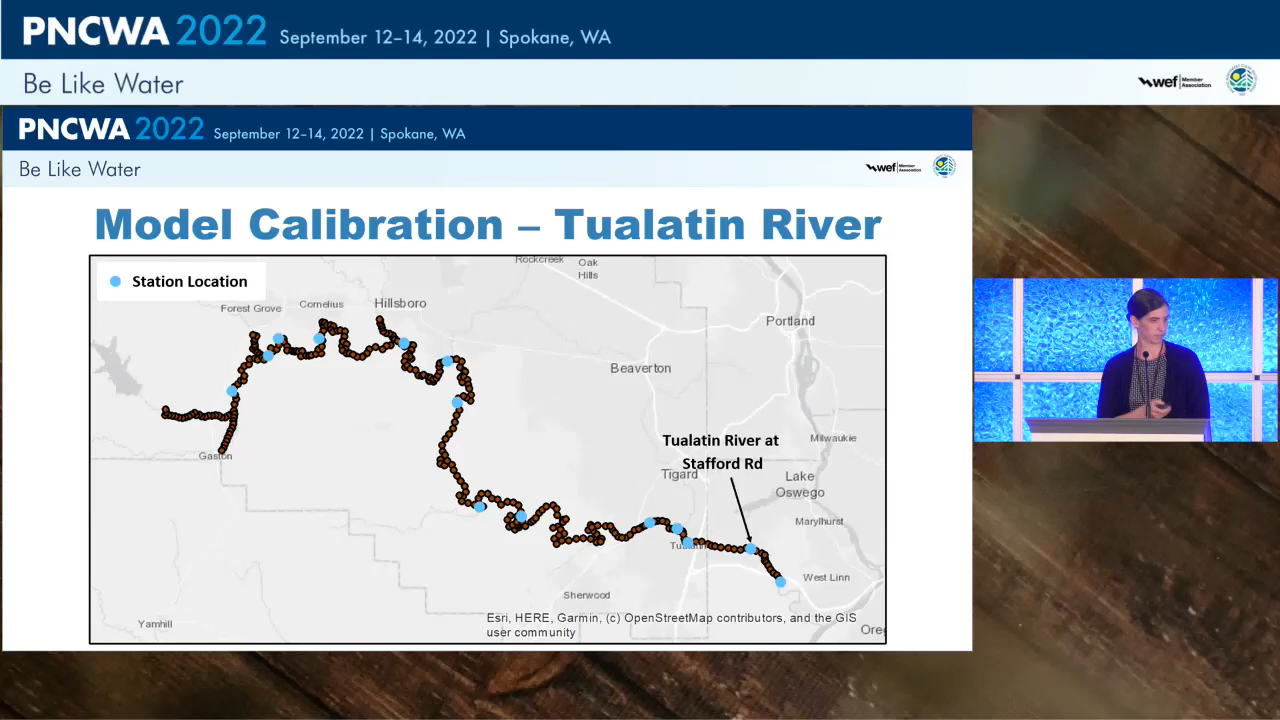 PNCWA 2022 September 12–14, 2022 | Spokane, WA
Be Like Water
wef Member Association
PNCWA 2022 September 12–14, 2022 | Spokane, WA
Be Like Water
wef Member Association
Model Calibration – Tualatin River
Station Location
Rockcreek
Oak
Hills
Forest Grove
Cornelius
Hillsboro
Portland
Beaverton
Tualatin River at
Stafford Rd
Milwaukie
Tigard
Lake
Oswego
Gaston
Marylhurst
West Linn
Sherwood
Yamhill
Esri, HERE, Garmin, (c) OpenStreetMap contributors, and the GIS
user community